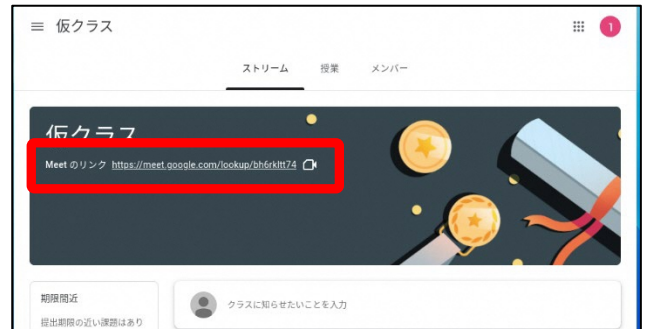 仮クラス
1
ストリーム 授業 メンバー
仮クラス
Meet のリンク https://meet.google.com/lookup/bh6rkltt74
期限間近
クラスに知らせたいことを入力
提出期限の近い課題はあり